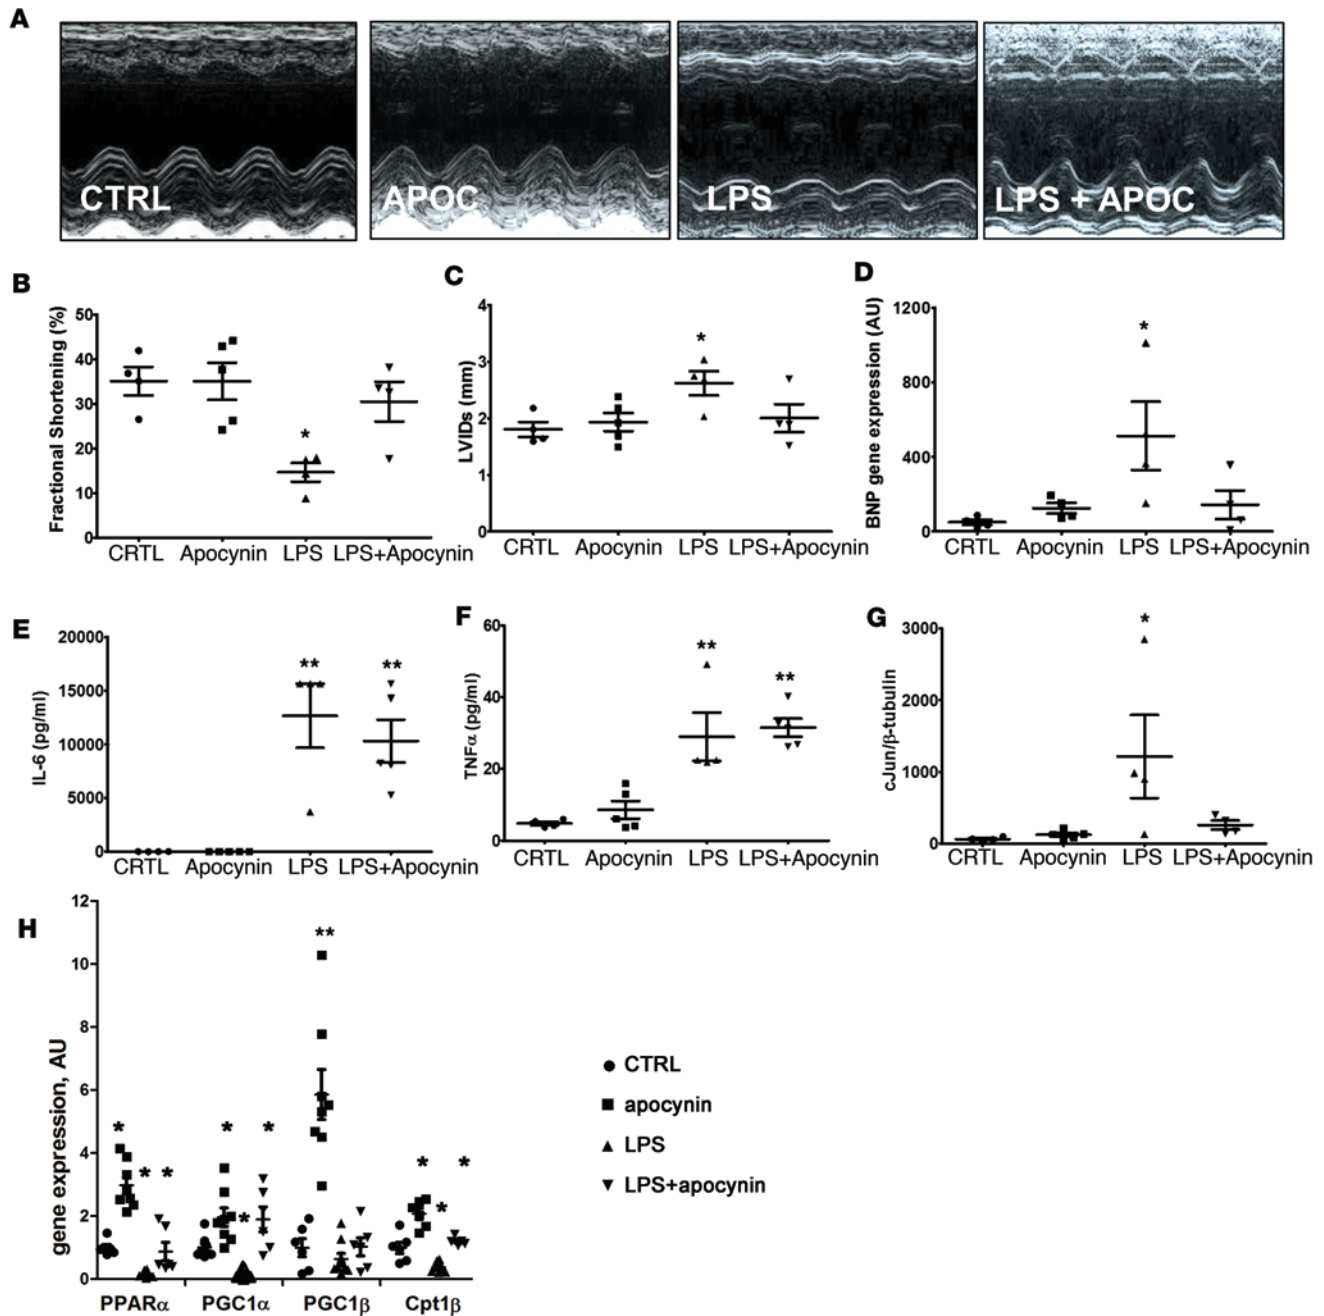 A
CTRL
APOC
LPS
LPS + APOC
B
Fractional Shortening (%)
50
40
30
20
10
0
*
CRTL Apocynin LPS LPS+Apocynin
C
LVIDs (mm)
4
3
2
1
0
*
CRTL Apocynin LPS LPS+Apocynin
D
BNP gene expression (AU)
1200
800
400
0
*
CRTL Apocynin LPS LPS+Apocynin
E
IL-6 (pg/ml)
20000
15000
10000
5000
0
** **
CRTL Apocynin LPS LPS+Apocynin
F
TNFα (pg/ml)
60
40
20
0
** **
CRTL Apocynin LPS LPS+Apocynin
G
cJun/β-tubulin
3000
2000
1000
0
*
CRTL Apocynin LPS LPS+Apocynin
H
gene expression, AU
12
10
8
6
4
2
0
* * * * * * ** * * *
PPARα PGC1α PGC1β Cpt1β
CTRL
apocynin
LPS
LPS+apocynin